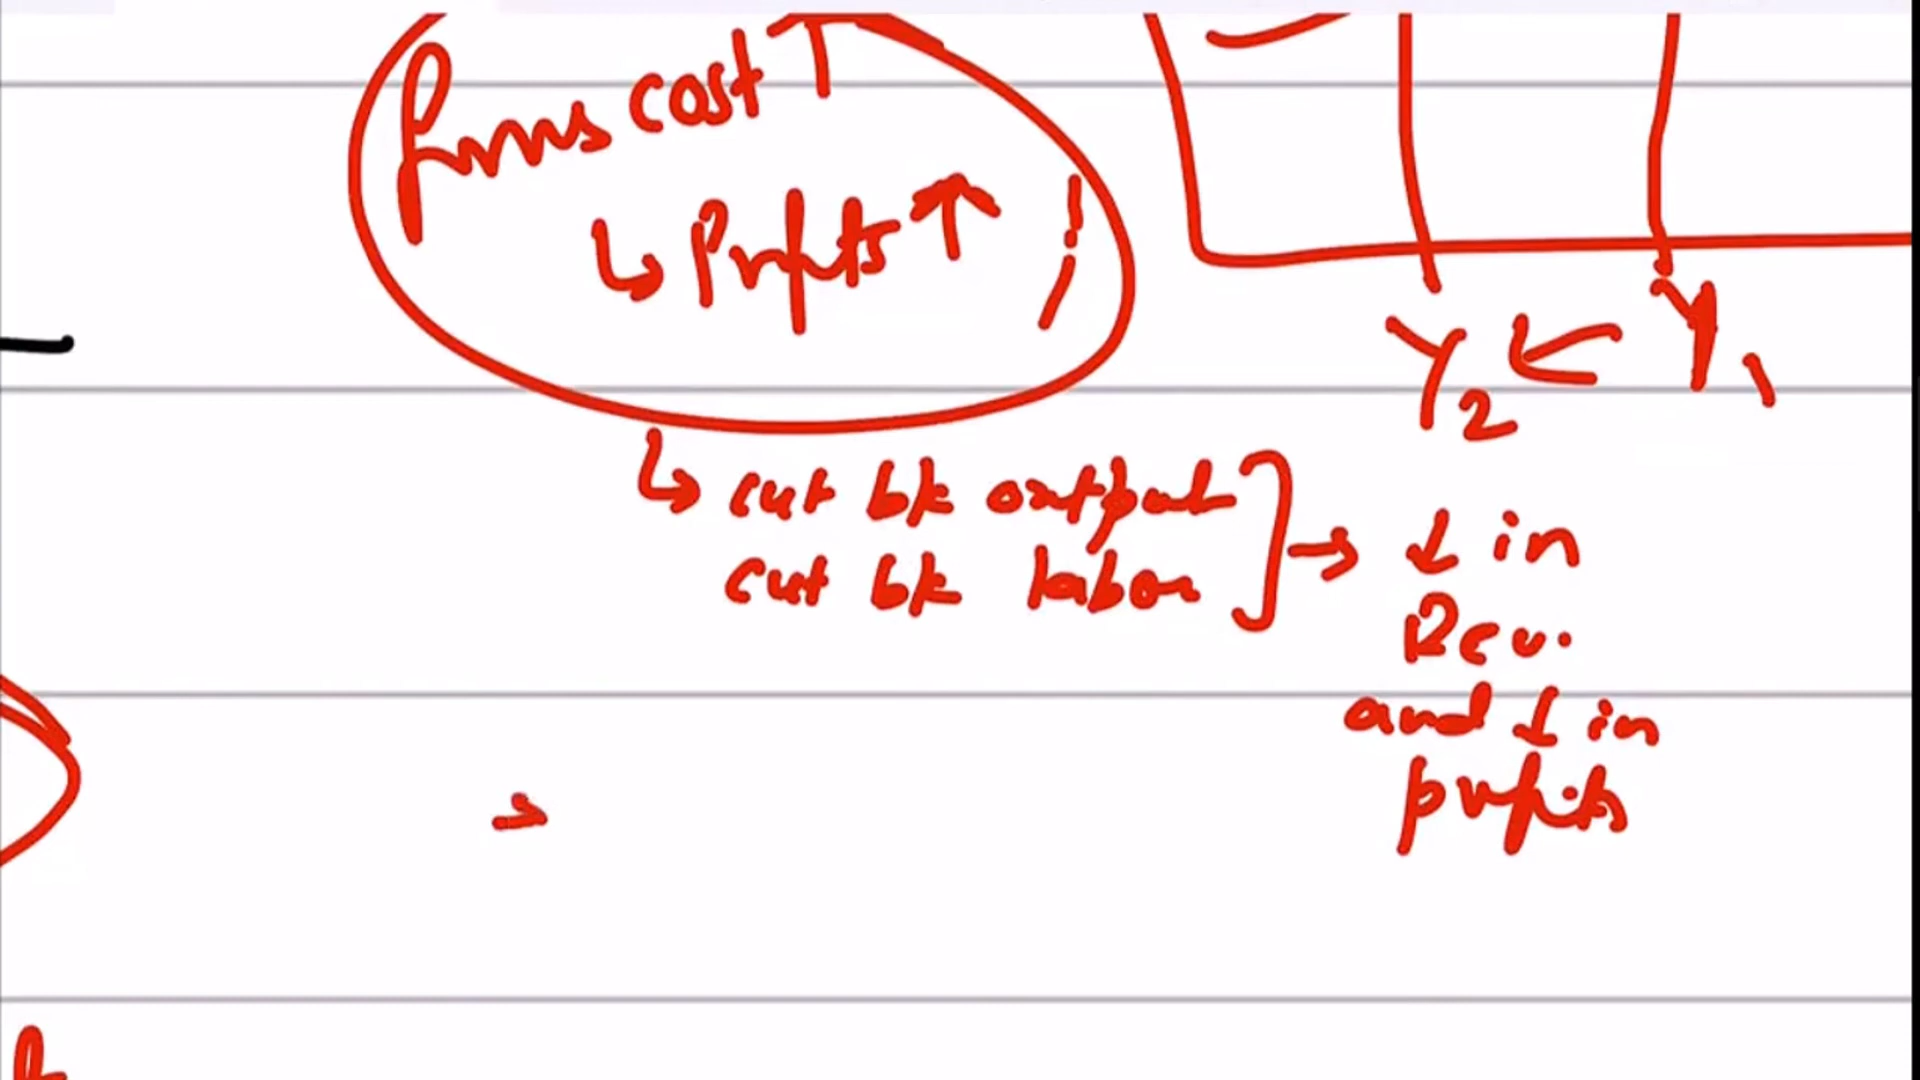 firms cost ↑
↳ Profits ↑ !
Y2 ← Y1
↳ cut bk output
cut bk labor
→ ↓ in
Rev.
and ↓ in
profits
→